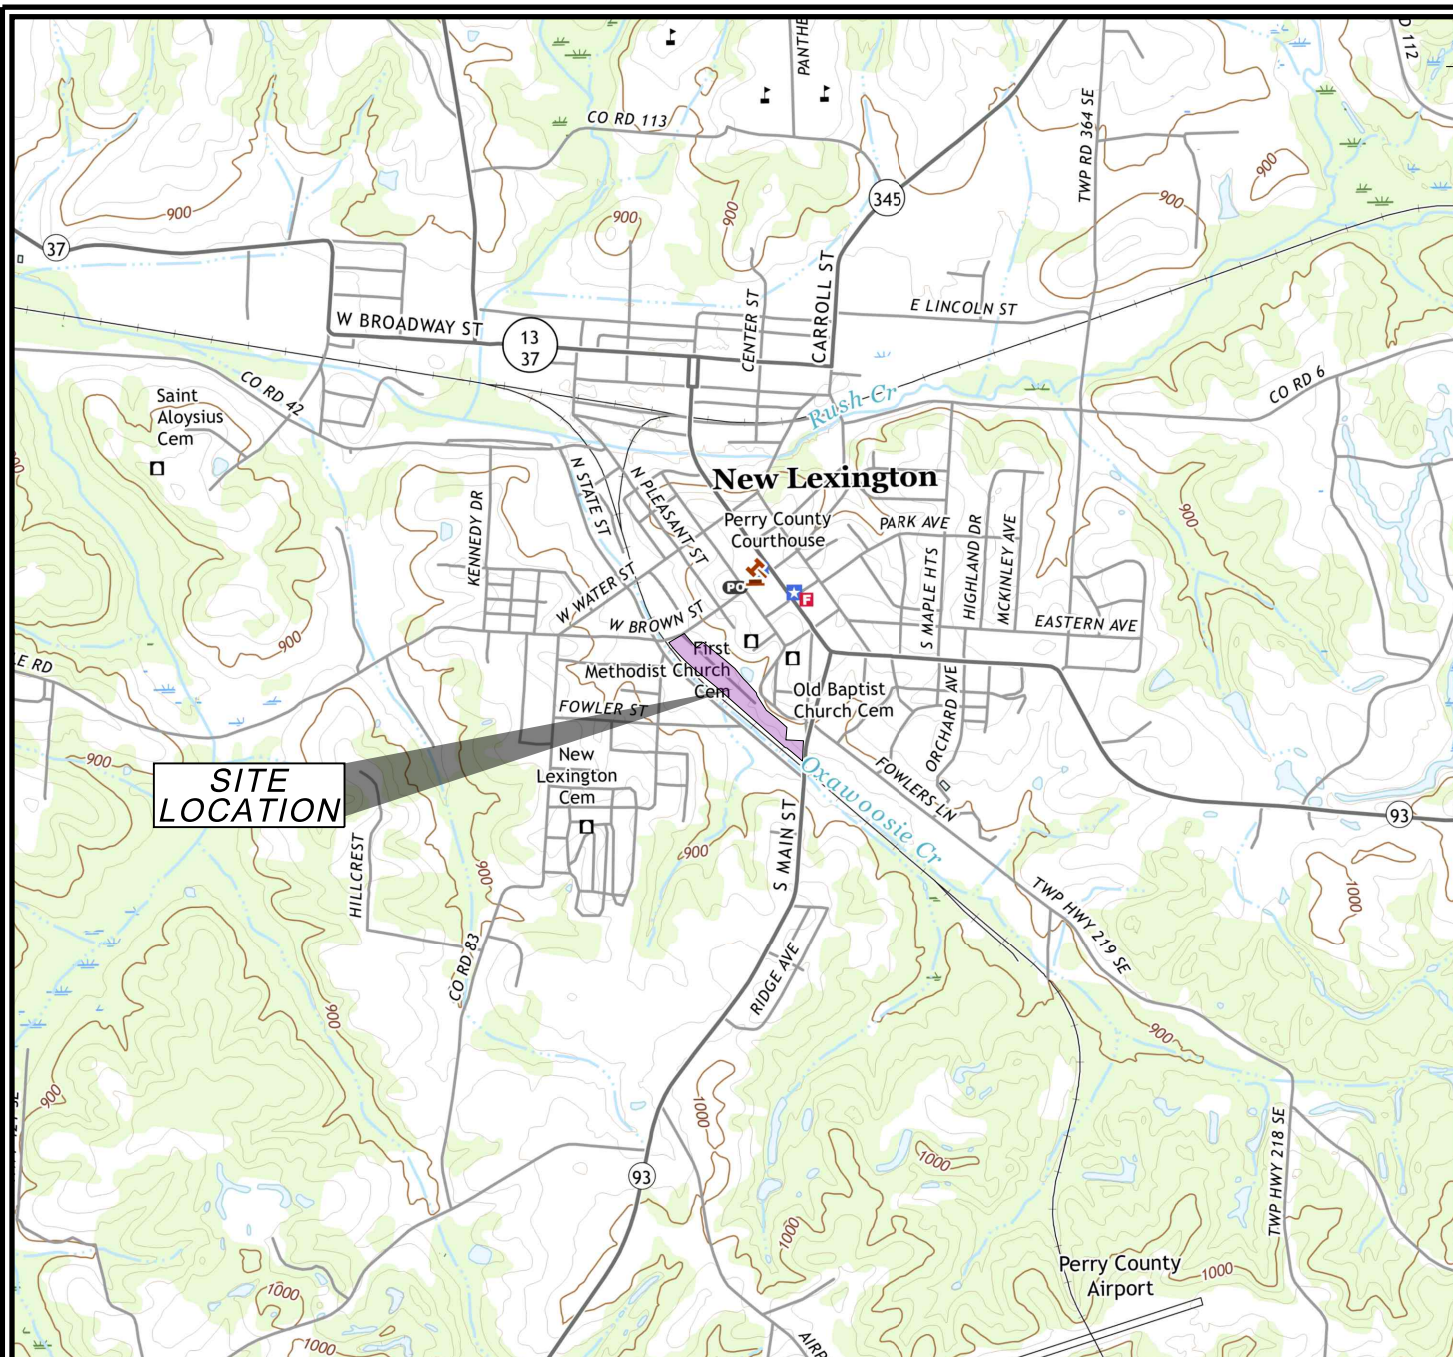 PANTHE
D 112
CO RD 113
TWP RD 364 SE
900
345
900
900
900
900
37
W BROADWAY ST
13
37
CENTER ST
CARROLL ST
E LINCOLN ST
CO RD 6
CO RD 42
Rush Cr
Saint
Aloysius
Cem
N STATE ST
N PLEASANT ST
New Lexington
Perry County
Courthouse
PO
F
PARK AVE
KENNEDY DR
S MAPLE HTS
HIGHLAND DR
MCKINLEY AVE
900
W WATER ST
W BROWN ST
EASTERN AVE
900
LE RD
First
Methodist Church
Cem
Old Baptist
Church Cem
ORCHARD AVE
FOWLER ST
900
New
Lexington
Cem
SITE
LOCATION
Oxawoosie Cr
FOWLERS LN
S MAIN ST
93
HILLCREST
900
900
1000
TWP HWY 219 SE
CO RD 83
RIDGE AVE
900
900
900
1000
1000
TWP HWY 218 SE
93
1000
Perry County
Airport
1000
1000
1000
AIRP